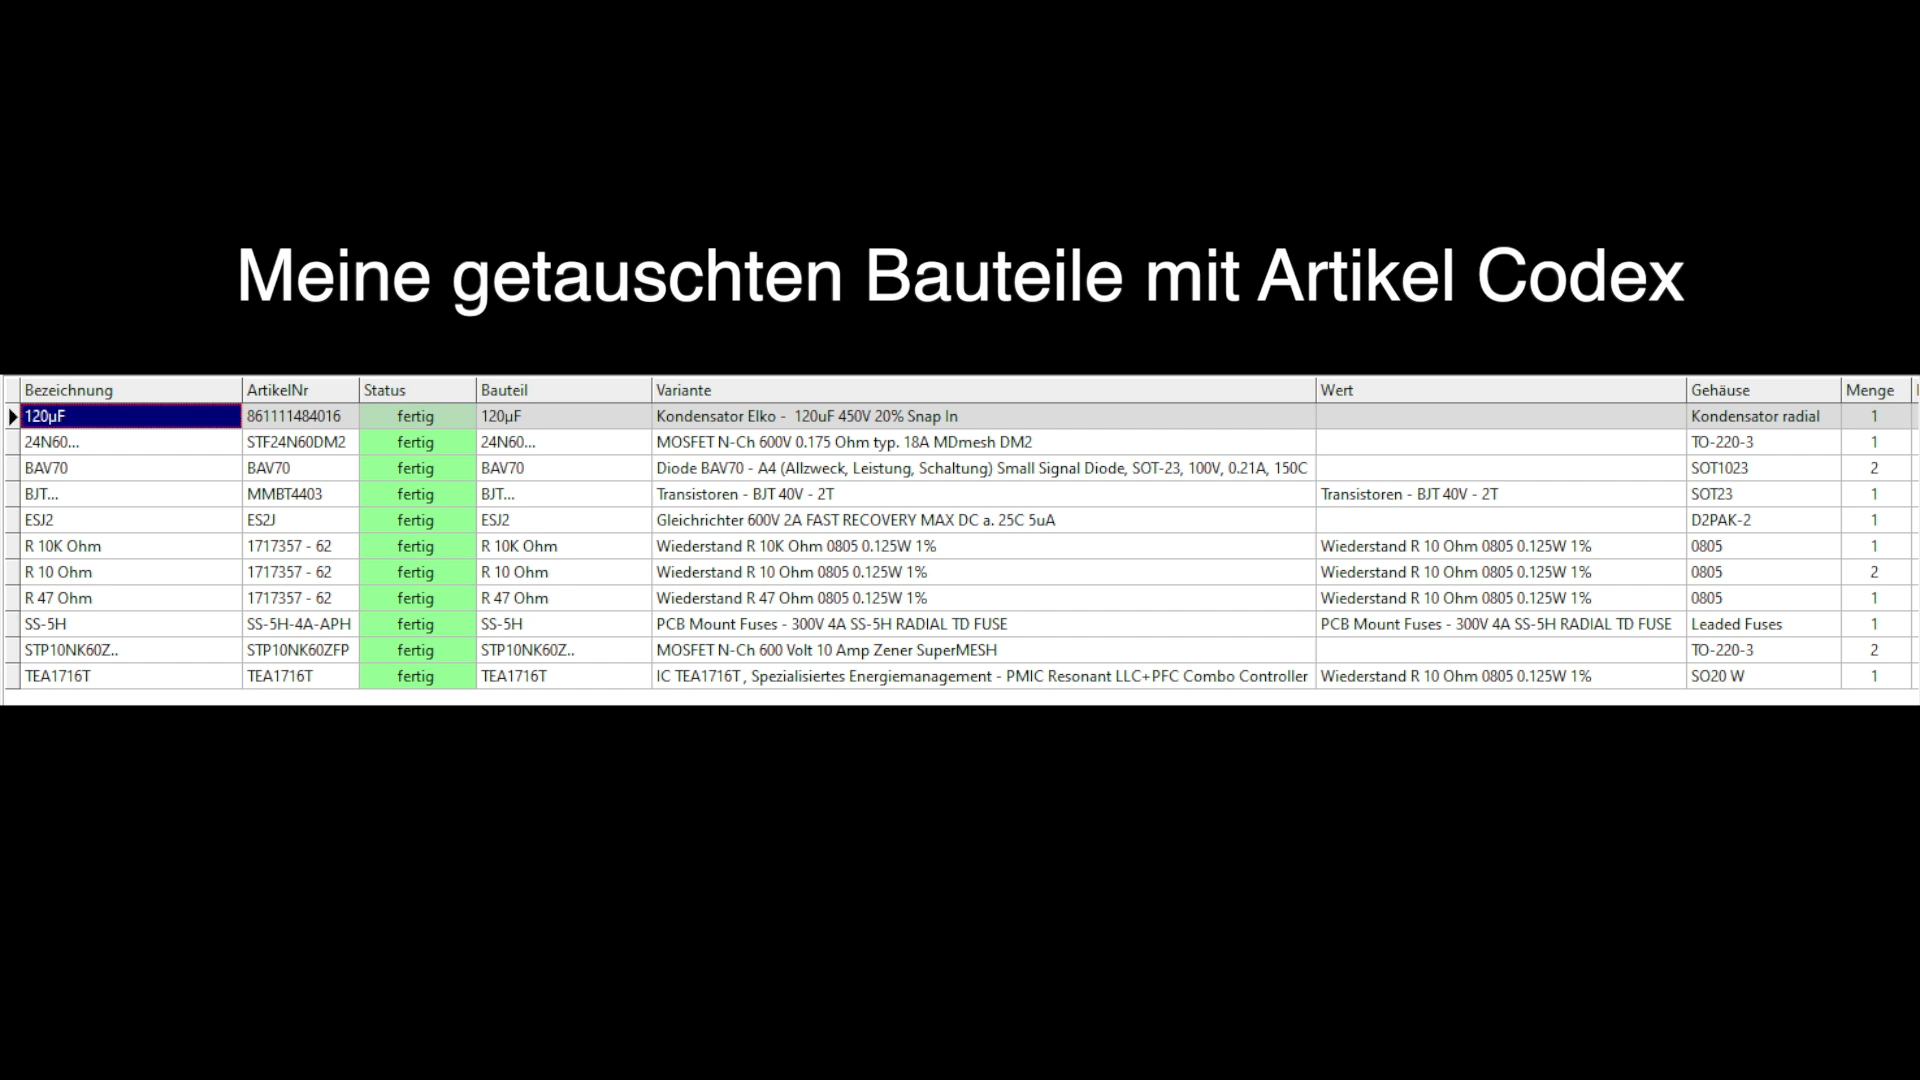 Meine getauschten Bauteile mit Artikel Codex
Bezeichnung ArtikelNr Status Bauteil Variante Wert Gehäuse Menge
120µF 861111484016 fertig 120µF Kondensator Elko - 120uF 450V 20% Snap In Kondensator radial 1
24N60... STF24N60DM2 fertig 24N60... MOSFET N-Ch 600V 0.175 Ohm typ. 18A MDmesh DM2 TO-220-3 1
BAV70 BAV70 fertig BAV70 Diode BAV70 - A4 (Allzweck, Leistung, Schaltung) Small Signal Diode, SOT-23, 100V, 0.21A, 150C SOT1023 2
BJT... MMBT4403 fertig BJT... Transistoren - BJT 40V - 2T Transistoren - BJT 40V - 2T SOT23 1
ESJ2 ES2J fertig ESJ2 Gleichrichter 600V 2A FAST RECOVERY MAX DC a. 25C 5uA D2PAK-2 1
R 10K Ohm 1717357 - 62 fertig R 10K Ohm Wiederstand R 10K Ohm 0805 0.125W 1% Wiederstand R 10 Ohm 0805 0.125W 1% 0805 1
R 10 Ohm 1717357 - 62 fertig R 10 Ohm Wiederstand R 10 Ohm 0805 0.125W 1% Wiederstand R 10 Ohm 0805 0.125W 1% 0805 2
R 47 Ohm 1717357 - 62 fertig R 47 Ohm Wiederstand R 47 Ohm 0805 0.125W 1% Wiederstand R 10 Ohm 0805 0.125W 1% 0805 1
SS-5H SS-5H-4A-APH fertig SS-5H PCB Mount Fuses - 300V 4A SS-5H RADIAL TD FUSE PCB Mount Fuses - 300V 4A SS-5H RADIAL TD FUSE Leaded Fuses 1
STP10NK60Z.. STP10NK60ZFP fertig STP10NK60Z.. MOSFET N-Ch 600 Volt 10 Amp Zener SuperMESH TO-220-3 2
TEA1716T TEA1716T fertig TEA1716T IC TEA1716T , Spezialisiertes Energiemanagement - PMIC Resonant LLC+PFC Combo Controller Wiederstand R 10 Ohm 0805 0.125W 1% SO20 W 1